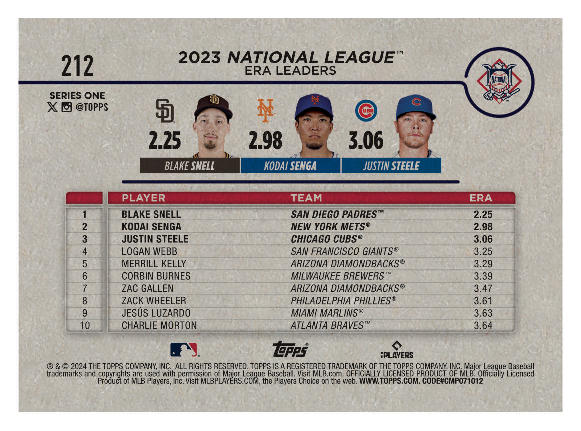 212
2023 NATIONAL LEAGUE™
ERA LEADERS
SERIES ONE
@TOPPS
2.25
2.98
3.06
BLAKE SNELL
KODAI SENGA
JUSTIN STEELE
PLAYER TEAM ERA
1 BLAKE SNELL SAN DIEGO PADRES™ 2.25
2 KODAI SENGA NEW YORK METS® 2.98
3 JUSTIN STEELE CHICAGO CUBS® 3.06
4 LOGAN WEBB SAN FRANCISCO GIANTS® 3.25
5 MERRILL KELLY ARIZONA DIAMONDBACKS® 3.29
6 CORBIN BURNES MILWAUKEE BREWERS™ 3.39
7 ZAC GALLEN ARIZONA DIAMONDBACKS® 3.47
8 ZACK WHEELER PHILADELPHIA PHILLIES® 3.61
9 JESÚS LUZARDO MIAMI MARLINS® 3.63
10 CHARLIE MORTON ATLANTA BRAVES™ 3.64
topps
PLAYERS
® & © 2024 THE TOPPS COMPANY, INC. ALL RIGHTS RESERVED. TOPPS IS A REGISTERED TRADEMARK OF THE TOPPS COMPANY, INC. Major League Baseball
trademarks and copyrights are used with permission of Major League Baseball. Visit MLB.com. OFFICIALLY LICENSED PRODUCT OF MLB. Officially Licensed
Product of MLB Players, Inc. Visit MLBPLAYERS.COM, the Players Choice on the web. WWW.TOPPS.COM. CODE#CMP071012